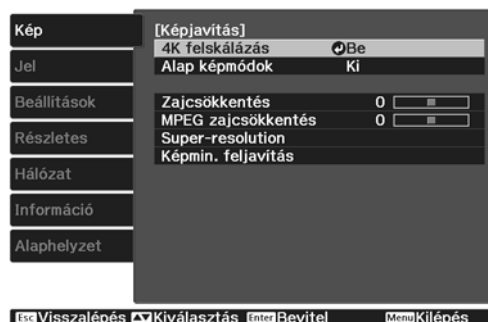 Kép
Jel
Beállítások
Részletes
Hálózat
Információ
Alaphelyzet
[Képjavítás]
4K felskálázás Be
Alap képmódok Ki
Zajcsökkentés 0
MPEG zajcsökkentés 0
Super-resolution
Képmin. feljavítás
Esc Visszalépés Kiválasztás Enter Bevitel Menu Kilépés